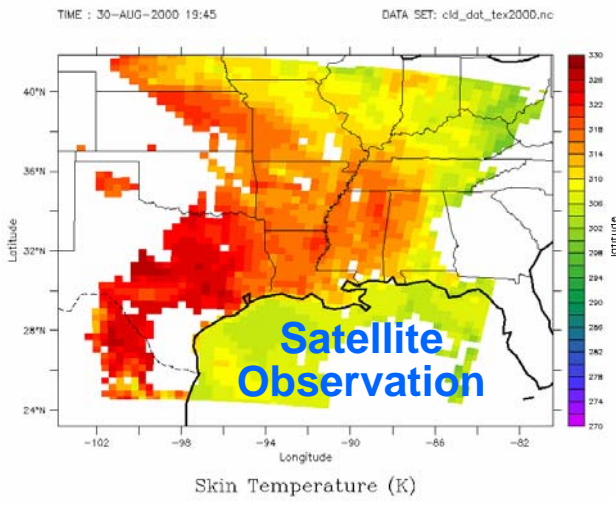 TIME : 30-AUG-2000 19:45
DATA SET: cld_dat_tex2000.nc
40°N
36°N
32°N
28°N
24°N
Latitude
-102
-98
-94
-90
-86
-82
Longitude
330
326
322
318
314
310
306
302
298
294
290
286
282
278
274
270
latitude
Satellite
Observation
Skin Temperature (K)